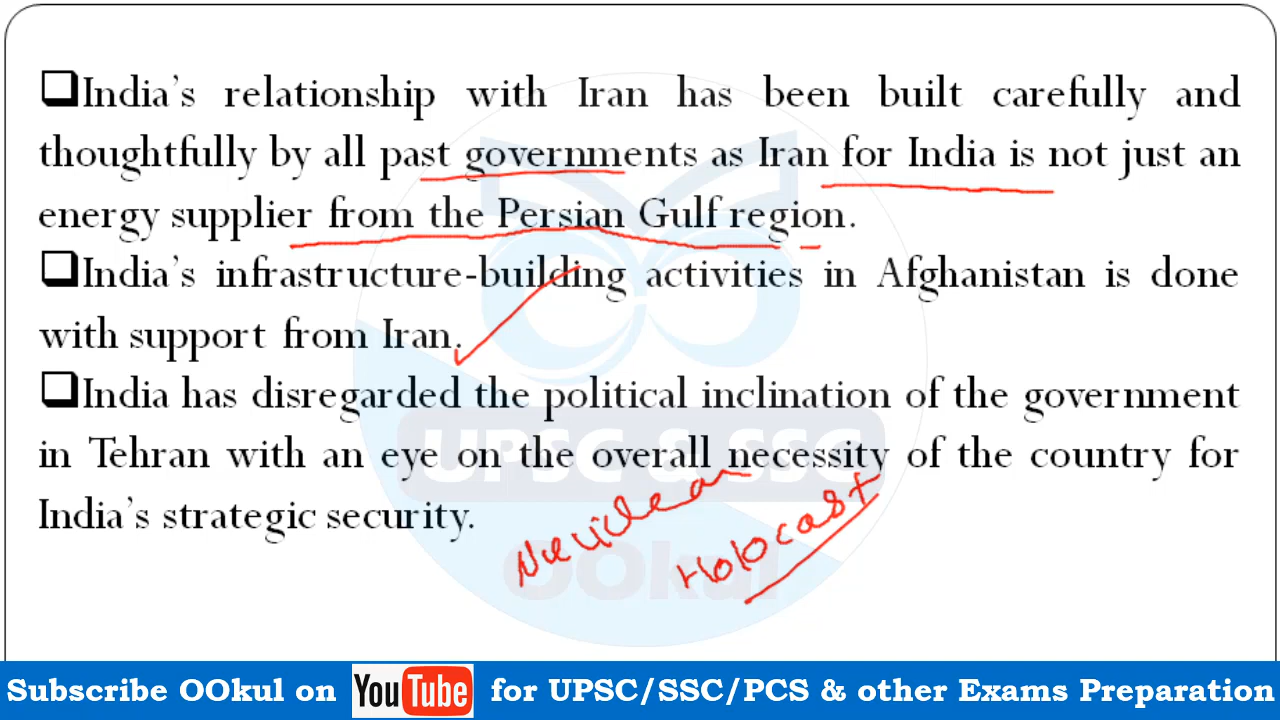 ❑India's relationship with Iran has been built carefully and
thoughtfully by all past governments as Iran for India is not just an
energy supplier from the Persian Gulf region.
❑India's infrastructure-building activities in Afghanistan is done
with support from Iran.
❑India has disregarded the political inclination of the government
in Tehran with an eye on the overall necessity of the country for
India's strategic security.
UPSC & SSC
Nuclear
Holocast
OOkul
Subscribe OOkul on YouTube for UPSC/SSC/PCS & other Exams Preparation